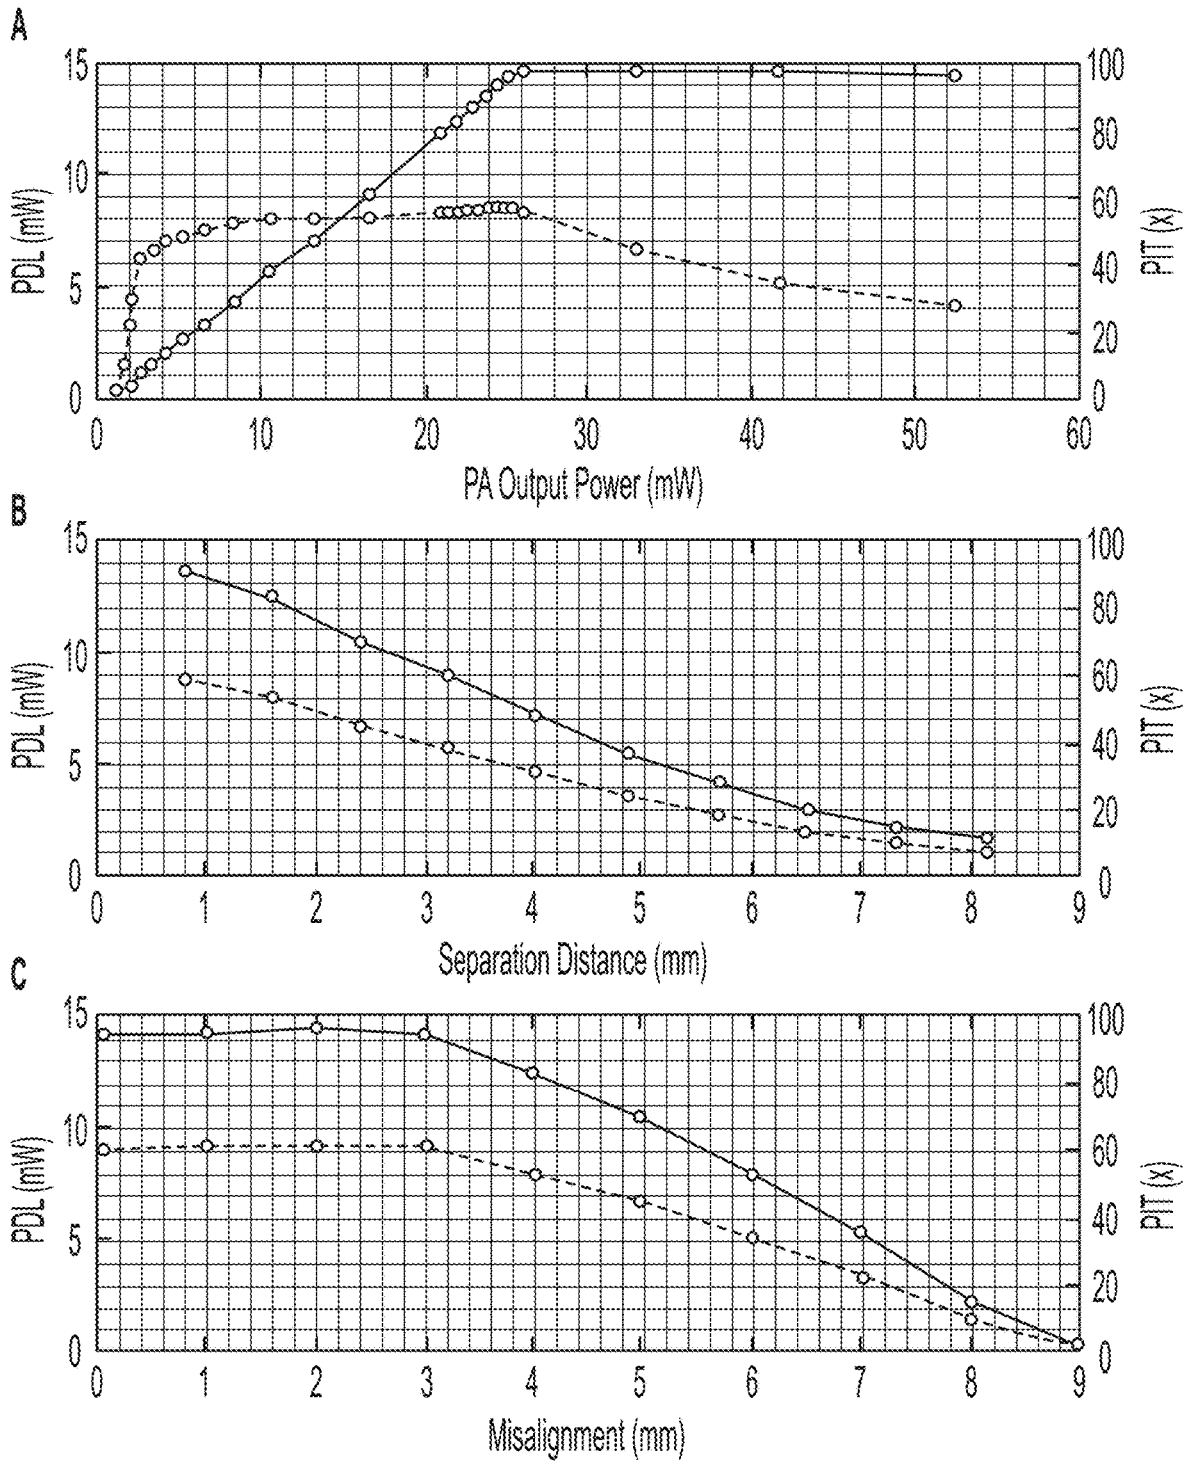 A
15
10
5
0
PDL (mW)
100
80
60
40
20
0
PIT (x)
0 10 20 30 40 50 60
PA Output Power (mW)
B
15
10
5
0
PDL (mW)
100
80
60
40
20
0
PIT (x)
0 1 2 3 4 5 6 7 8 9
Separation Distance (mm)
C
15
10
5
0
PDL (mW)
100
80
60
40
20
0
PIT (x)
0 1 2 3 4 5 6 7 8 9
Misalignment (mm)